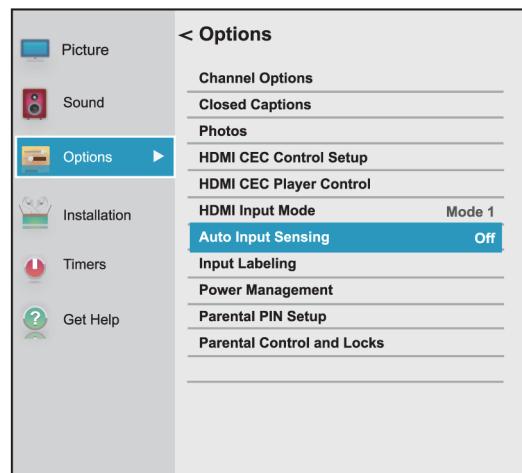 Picture
Sound
Options
Installation
Timers
Get Help
< Options
Channel Options
Closed Captions
Photos
HDMI CEC Control Setup
HDMI CEC Player Control
HDMI Input Mode Mode 1
Auto Input Sensing Off
Input Labeling
Power Management
Parental PIN Setup
Parental Control and Locks